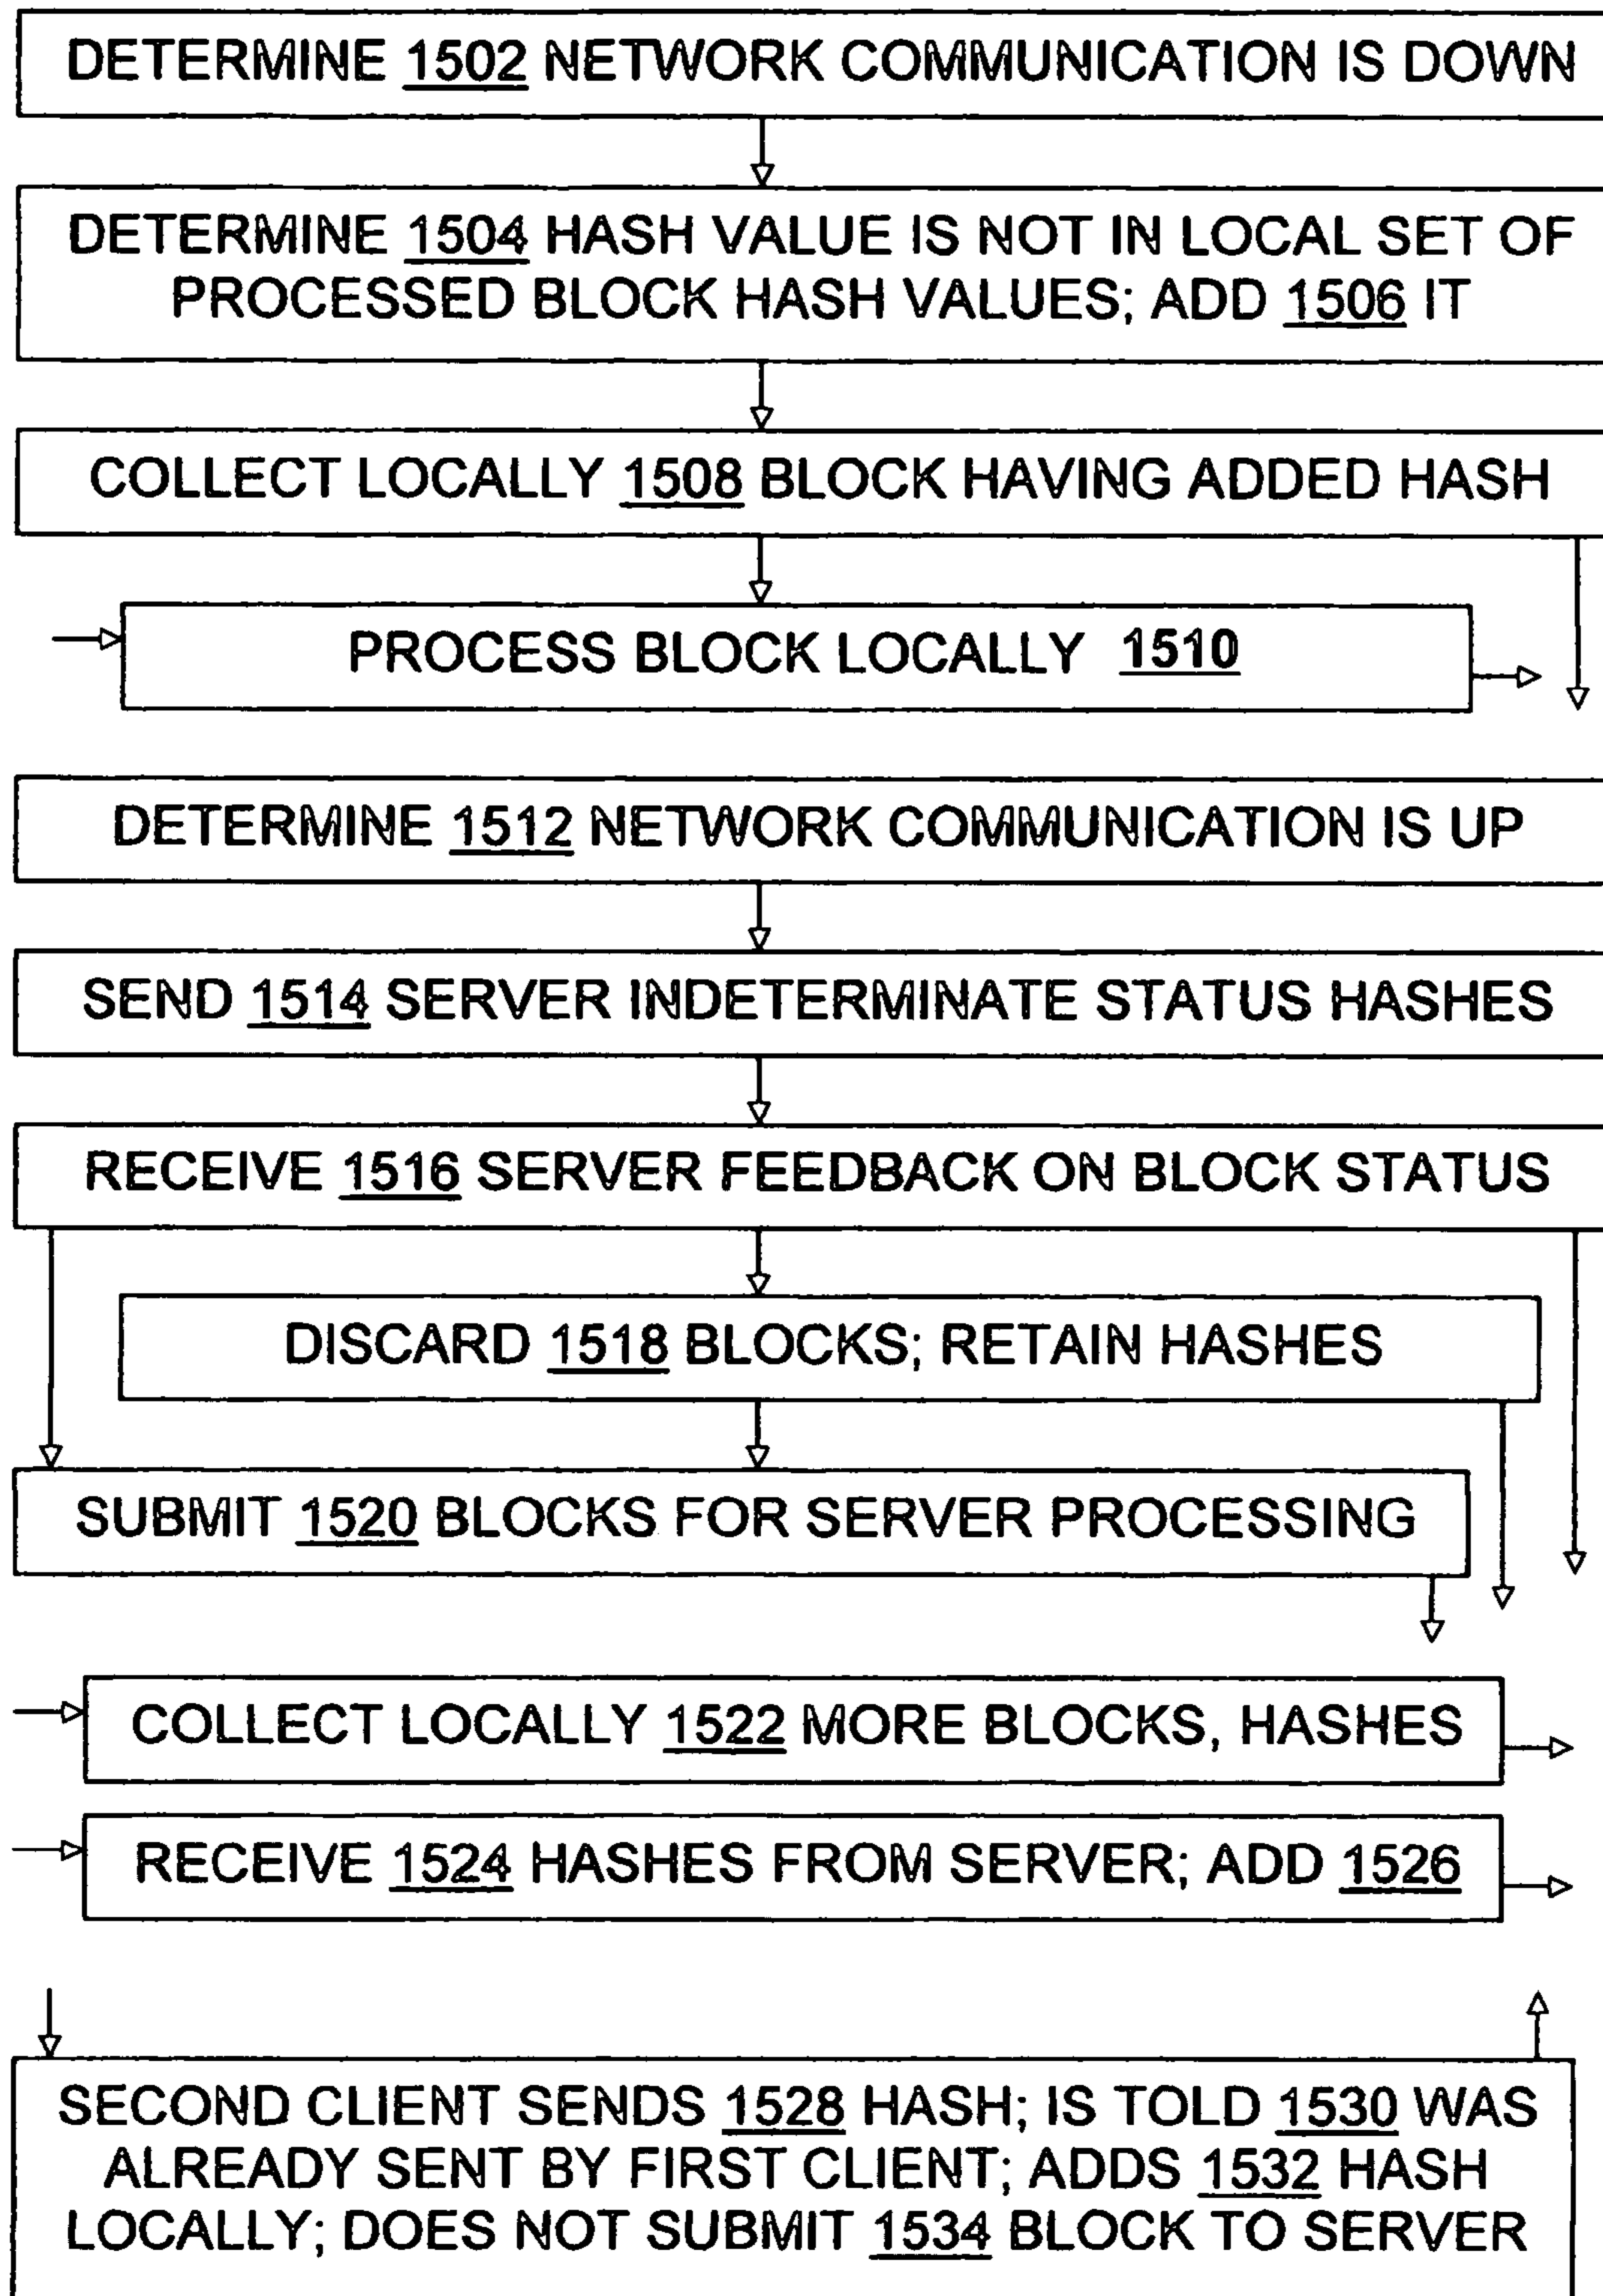 DETERMINE 1502 NETWORK COMMUNICATION IS DOWN
DETERMINE 1504 HASH VALUE IS NOT IN LOCAL SET OF
PROCESSED BLOCK HASH VALUES; ADD 1506 IT
COLLECT LOCALLY 1508 BLOCK HAVING ADDED HASH
PROCESS BLOCK LOCALLY 1510
DETERMINE 1512 NETWORK COMMUNICATION IS UP
SEND 1514 SERVER INDETERMINATE STATUS HASHES
RECEIVE 1516 SERVER FEEDBACK ON BLOCK STATUS
DISCARD 1518 BLOCKS; RETAIN HASHES
SUBMIT 1520 BLOCKS FOR SERVER PROCESSING
COLLECT LOCALLY 1522 MORE BLOCKS, HASHES
RECEIVE 1524 HASHES FROM SERVER; ADD 1526
SECOND CLIENT SENDS 1528 HASH; IS TOLD 1530 WAS
ALREADY SENT BY FIRST CLIENT; ADDS 1532 HASH
LOCALLY; DOES NOT SUBMIT 1534 BLOCK TO SERVER